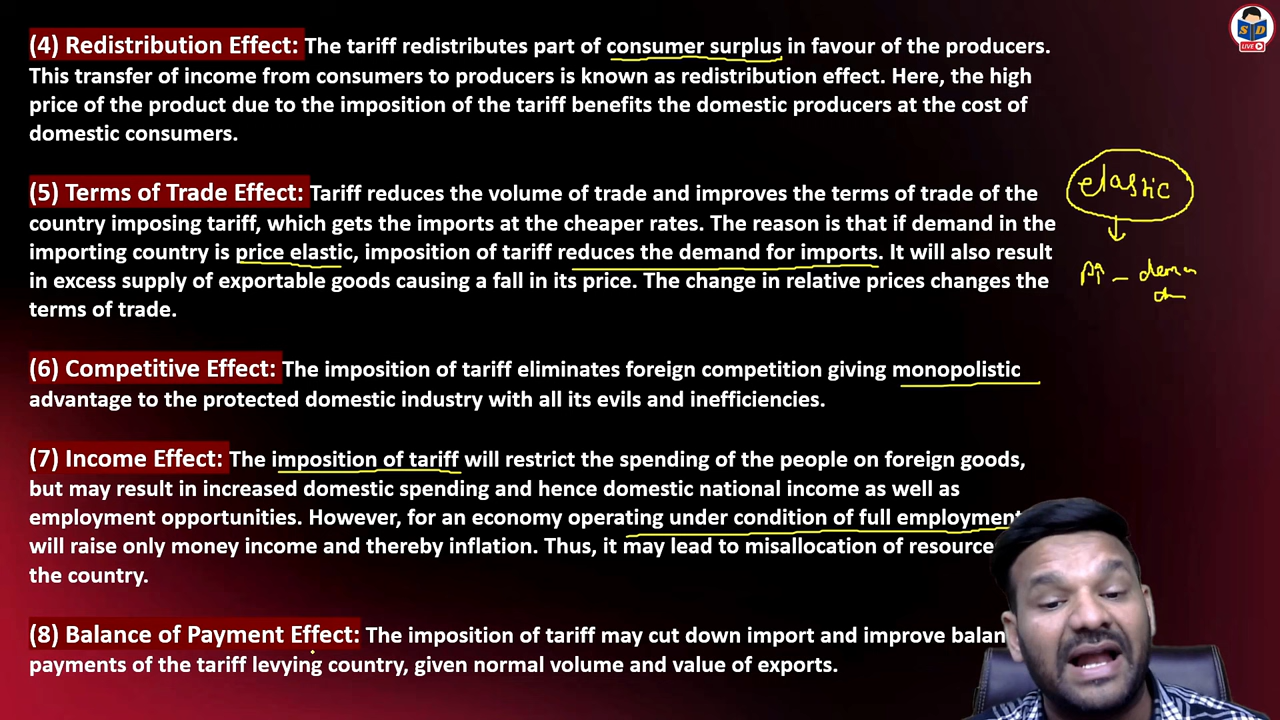 (4) Redistribution Effect: The tariff redistributes part of consumer surplus in favour of the producers.
This transfer of income from consumers to producers is known as redistribution effect. Here, the high
price of the product due to the imposition of the tariff benefits the domestic producers at the cost of
domestic consumers.
(5) Terms of Trade Effect: Tariff reduces the volume of trade and improves the terms of trade of the
country imposing tariff, which gets the imports at the cheaper rates. The reason is that if demand in the
importing country is price elastic, imposition of tariff reduces the demand for imports. It will also result
in excess supply of exportable goods causing a fall in its price. The change in relative prices changes the
terms of trade.
(6) Competitive Effect: The imposition of tariff eliminates foreign competition giving monopolistic
advantage to the protected domestic industry with all its evils and inefficiencies.
(7) Income Effect: The imposition of tariff will restrict the spending of the people on foreign goods,
but may result in increased domestic spending and hence domestic national income as well as
employment opportunities. However, for an economy operating under condition of full employment
will raise only money income and thereby inflation. Thus, it may lead to misallocation of resource
the country.
(8) Balance of Payment Effect: The imposition of tariff may cut down import and improve balan
payments of the tariff levying country, given normal volume and value of exports.
elastic
P↑ –
S D
LIVE